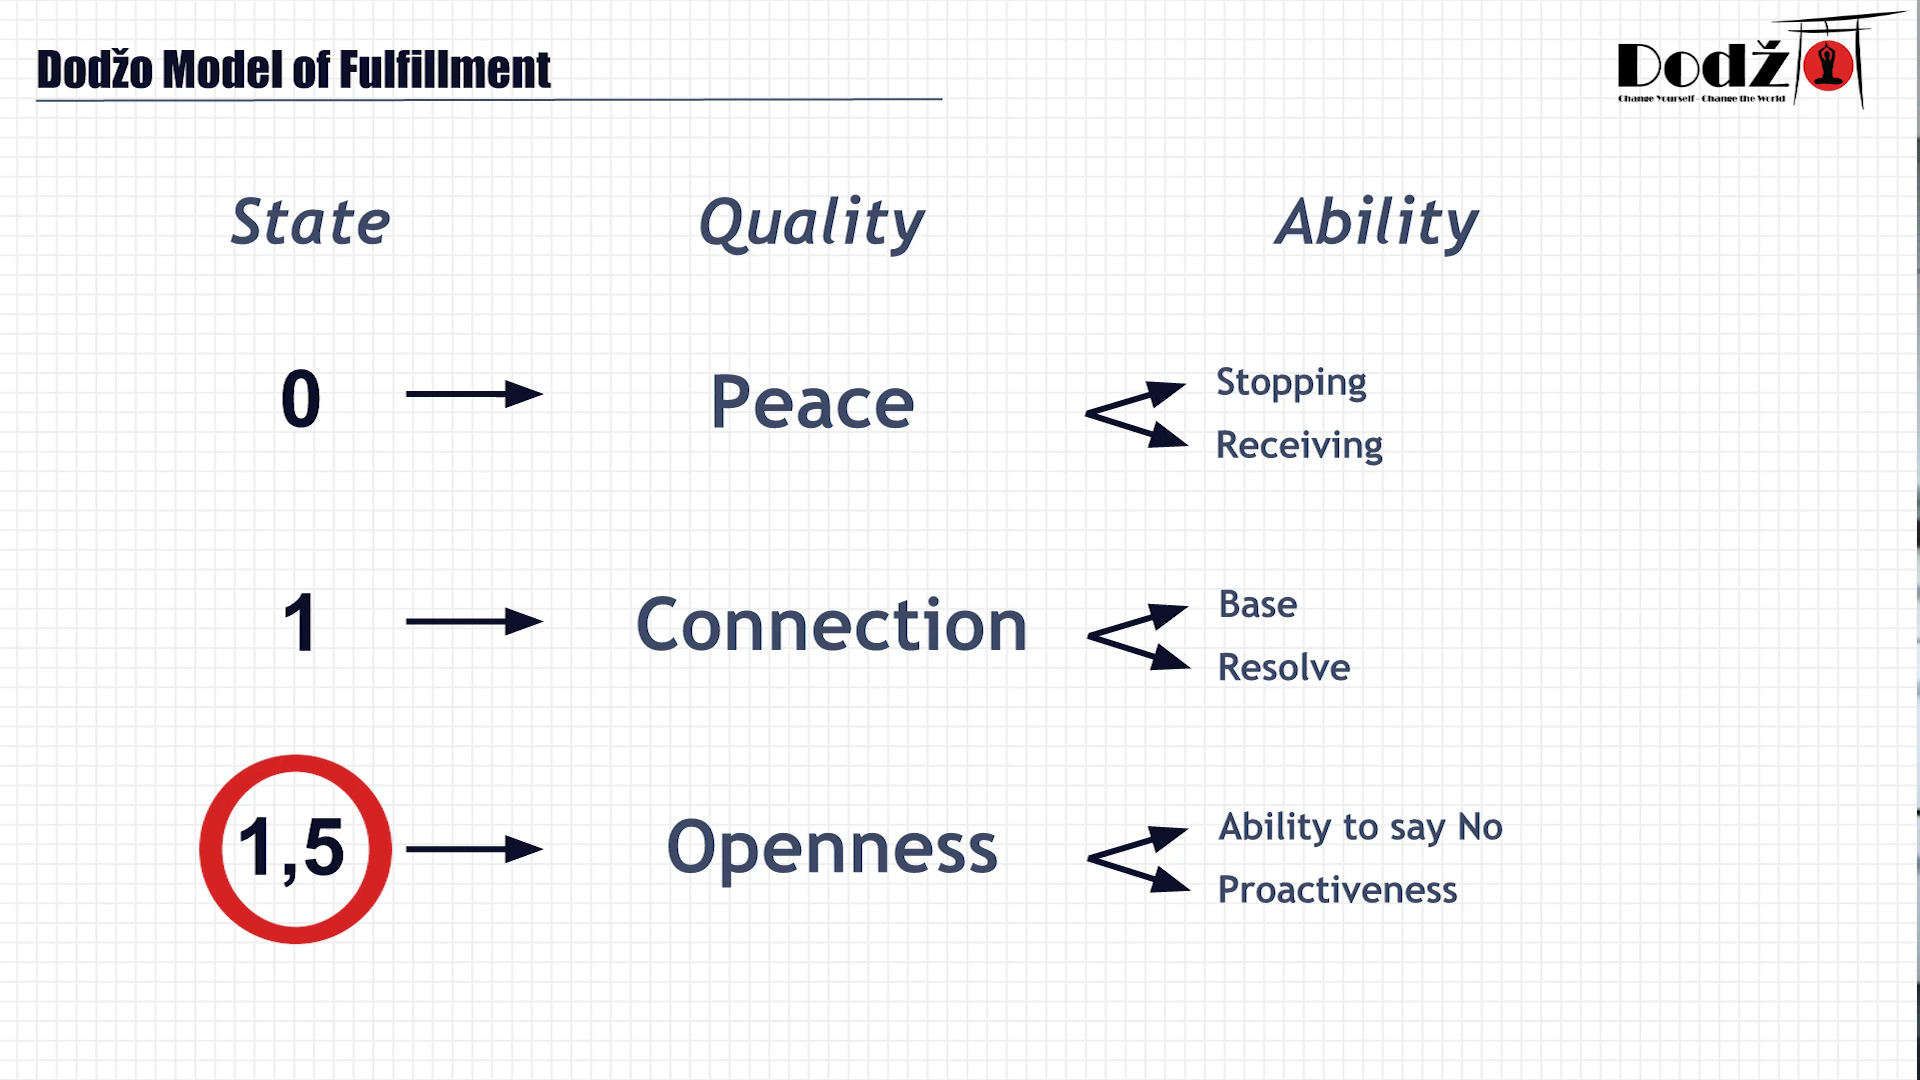 Dodžo Model of Fulfillment
Dodž
Change Yourself - Change the World
State Quality Ability
0 Peace Stopping
Receiving
1 Connection Base
Resolve
1,5 Openness Ability to say No
Proactiveness